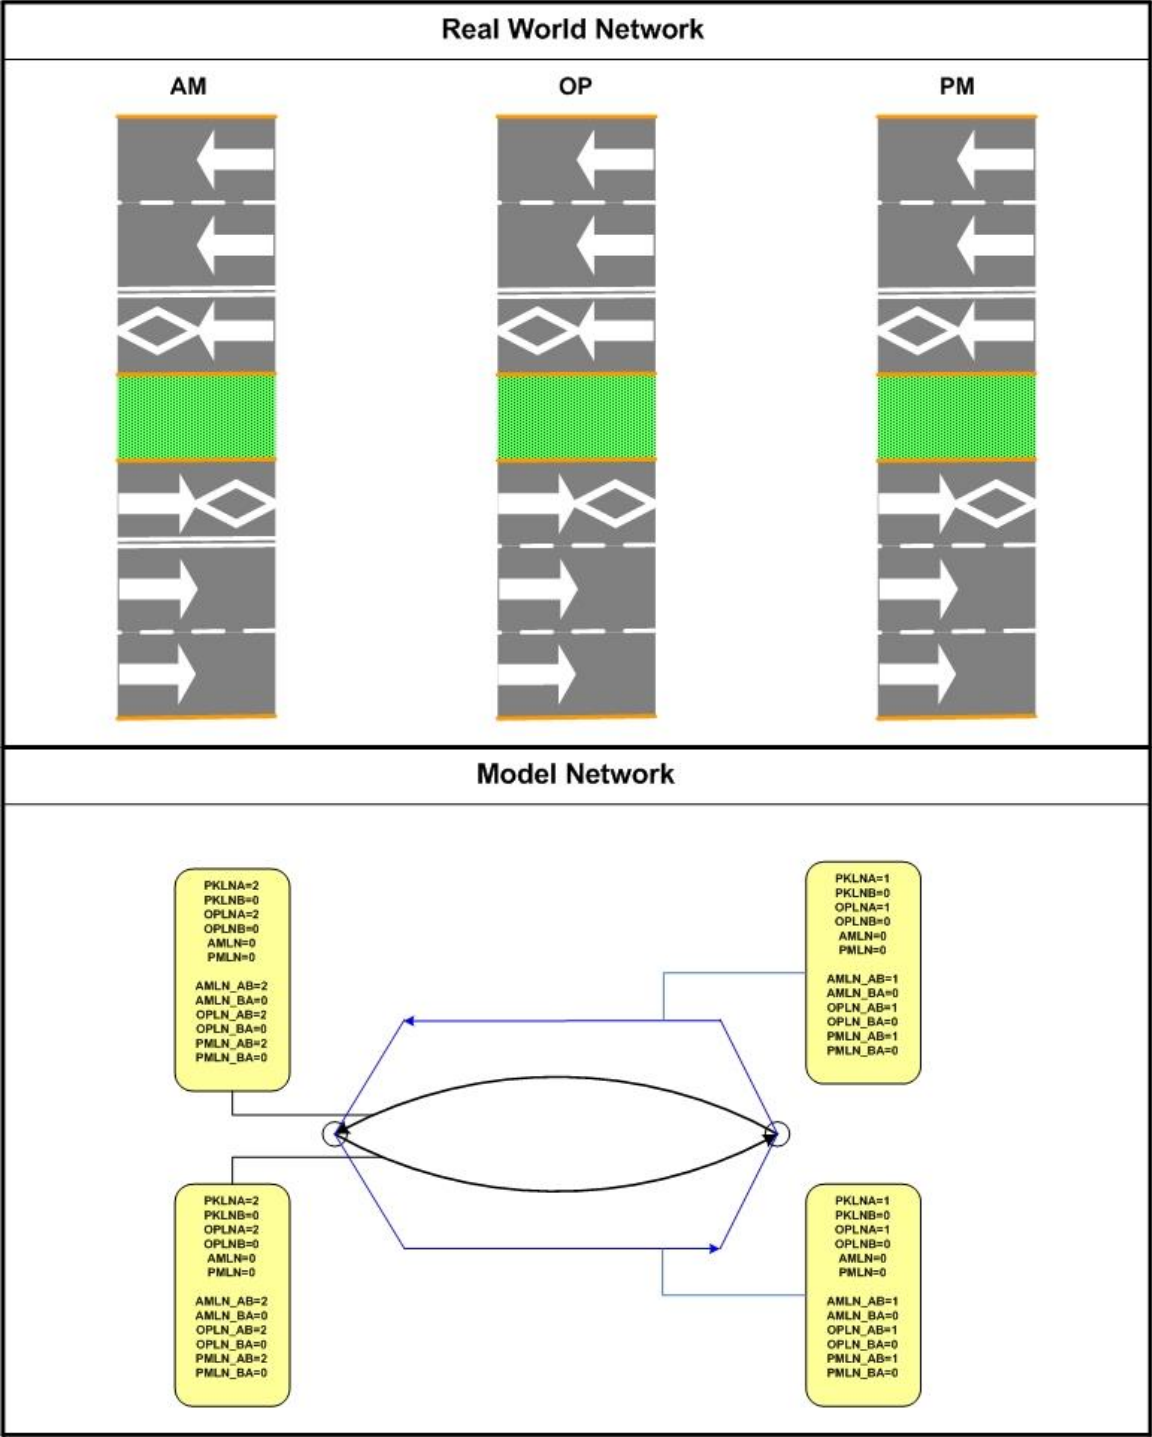 Real World Network
AM
OP
PM
Model Network
PKLNA=2
PKLNB=0
OPLNA=2
OPLNB=0
AMLN=0
PMLN=0
AMLN_AB=2
AMLN_BA=0
OPLN_AB=2
OPLN_BA=0
PMLN_AB=2
PMLN_BA=0
PKLNA=1
PKLNB=0
OPLNA=1
OPLNB=0
AMLN=0
PMLN=0
AMLN_AB=1
AMLN_BA=0
OPLN_AB=1
OPLN_BA=0
PMLN_AB=1
PMLN_BA=0
PKLNA=2
PKLNB=0
OPLNA=2
OPLNB=0
AMLN=0
PMLN=0
AMLN_AB=2
AMLN_BA=0
OPLN_AB=2
OPLN_BA=0
PMLN_AB=2
PMLN_BA=0
PKLNA=1
PKLNB=0
OPLNA=1
OPLNB=0
AMLN=0
PMLN=0
AMLN_AB=1
AMLN_BA=0
OPLN_AB=1
OPLN_BA=0
PMLN_AB=1
PMLN_BA=0